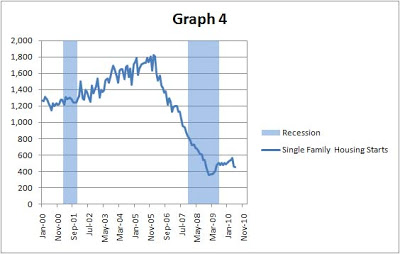 Graph 4
2,000
1,800
1,600
1,400
1,200
1,000
800
600
400
200
0
Jan-00
Nov-00
Sep-01
Jul-02
May-03
Mar-04
Jan-05
Nov-05
Sep-06
Jul-07
May-08
Mar-09
Jan-10
Nov-10
Recession
Single Family Housing Starts